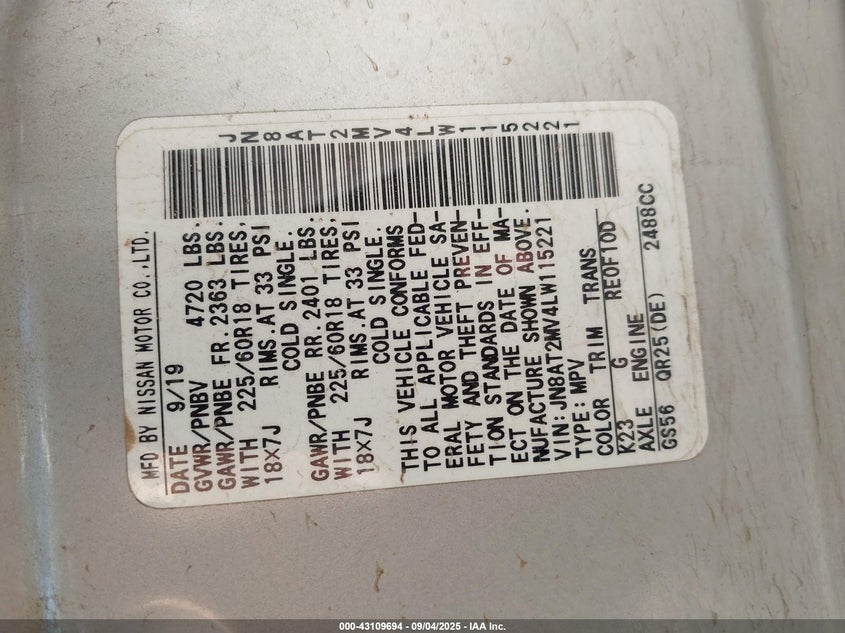 JN8AT2MV4LW115221
MFD BY NISSAN MOTOR CO.,LTD.
DATE 9/19
GVWR/PNBV 4720 LBS.
GAWR/PNBE FR. 2363 LBS.
WITH 225/60R18 TIRES,
18X7J RIMS.AT 33 PSI
COLD SINGLE.
GAWR/PNBE RR. 2401 LBS.
WITH 225/60R18 TIRES,
18X7J RIMS.AT 33 PSI
COLD SINGLE.
THIS VEHICLE CONFORMS
TO ALL APPLICABLE FED-
ERAL MOTOR VEHICLE SA-
FETY AND THEFT PREVEN-
TION STANDARDS IN EFF-
ECT ON THE DATE OF MA-
NUFACTURE SHOWN ABOVE.
VIN: JN8AT2MV4LW115221
TYPE: MPV
COLOR TRIM TRANS
K23 G RE0F10D
AXLE ENGINE
GS56 QR25(DE) 2488CC
000-43109694 - 09/04/2025 - IAA Inc.